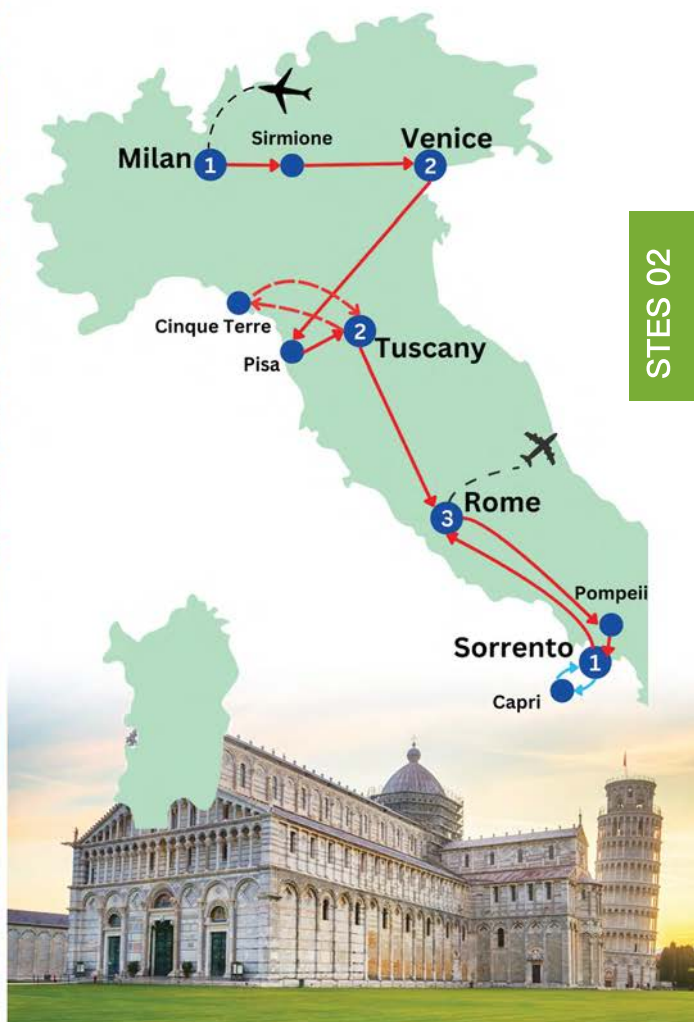 Sirmione
Venice
Milan
1
2
STES 02
Cinque Terre
2
Tuscany
Pisa
Rome
3
Pompeii
Sorrento
1
Capri